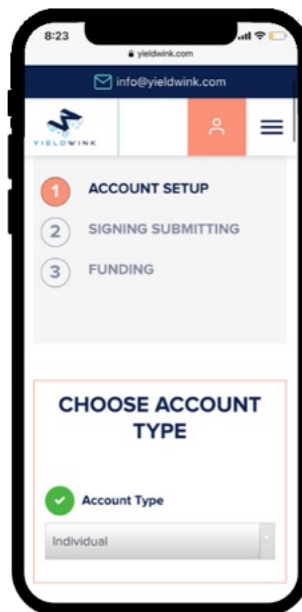 8:23
yieldwink.com
info@yieldwink.com
YIELDWINK
1 ACCOUNT SETUP
2 SIGNING SUBMITTING
3 FUNDING
CHOOSE ACCOUNT
TYPE
Account Type
Individual